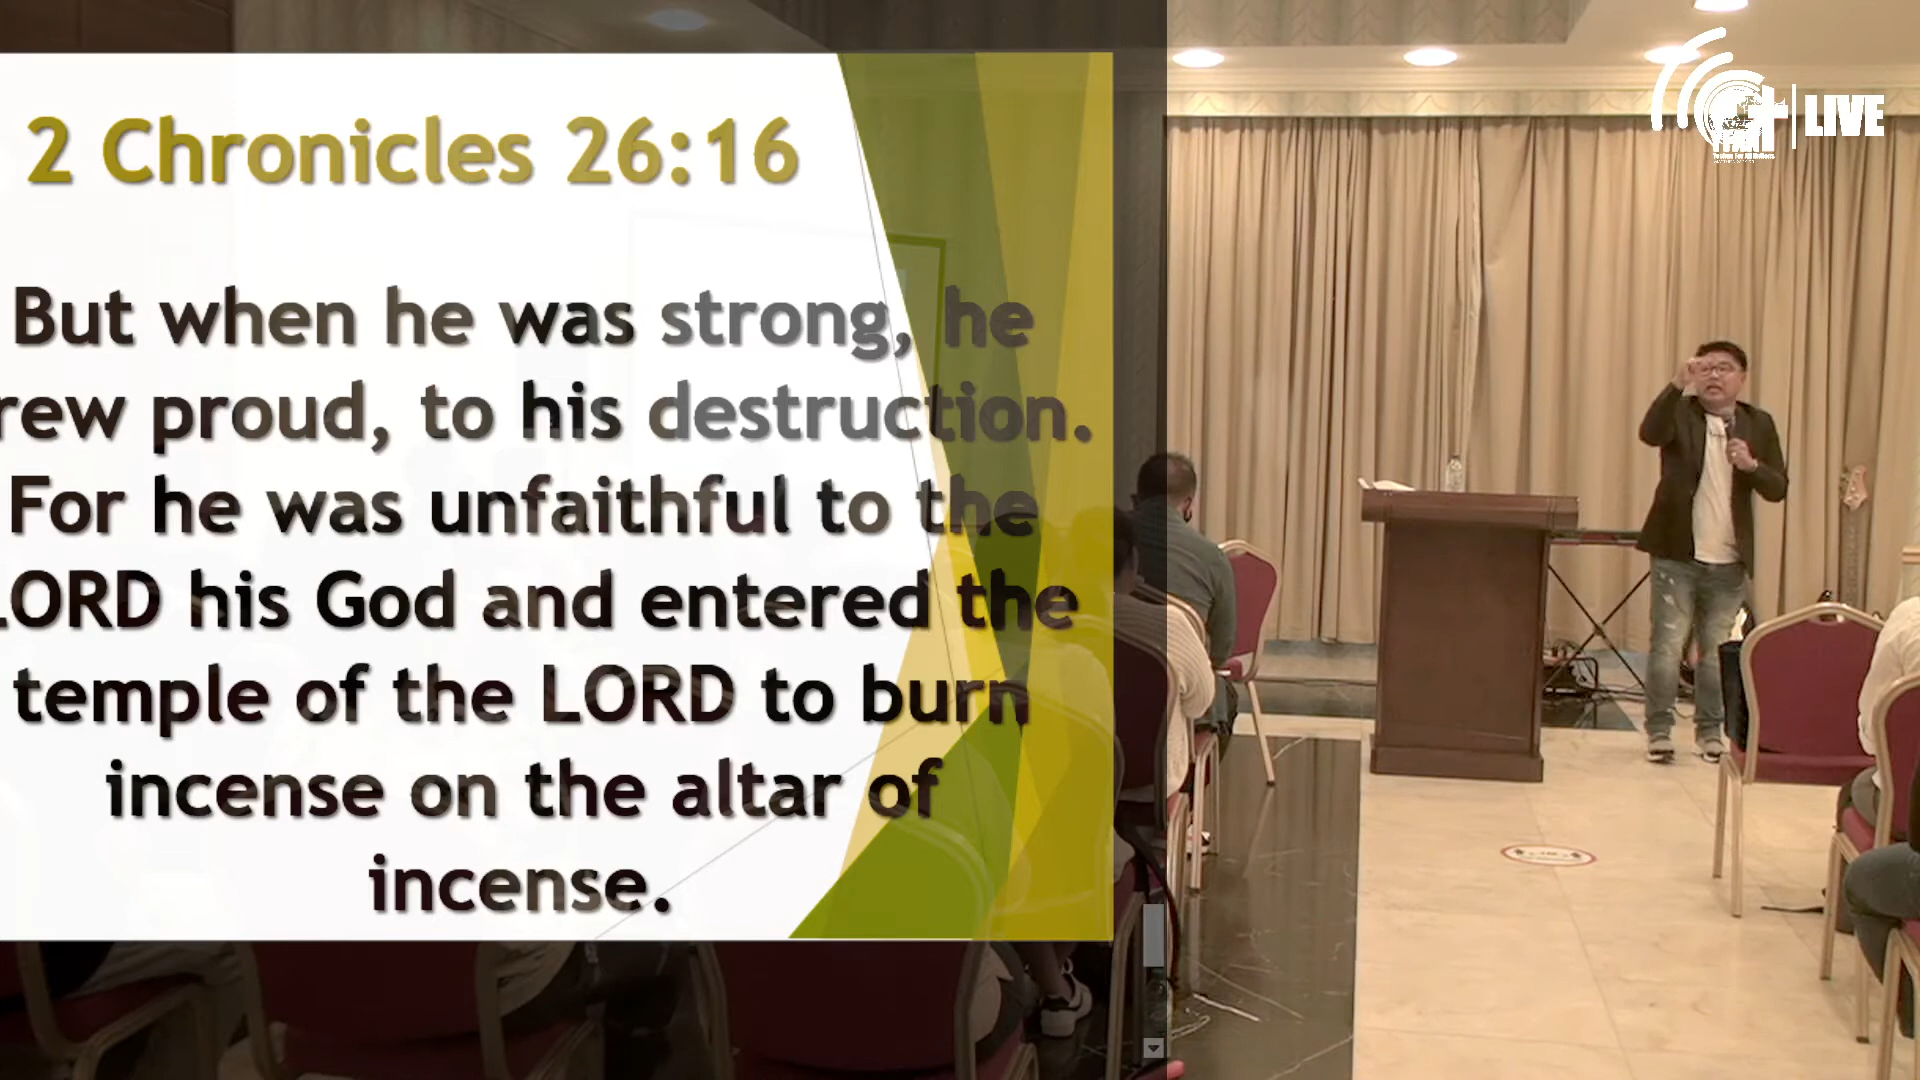 2 Chronicles 26:16
But when he was strong, he
rew proud, to his destruction.
For he was unfaithful to the
LORD his God and entered the
temple of the LORD to burn
incense on the altar of
incense.
LIVE